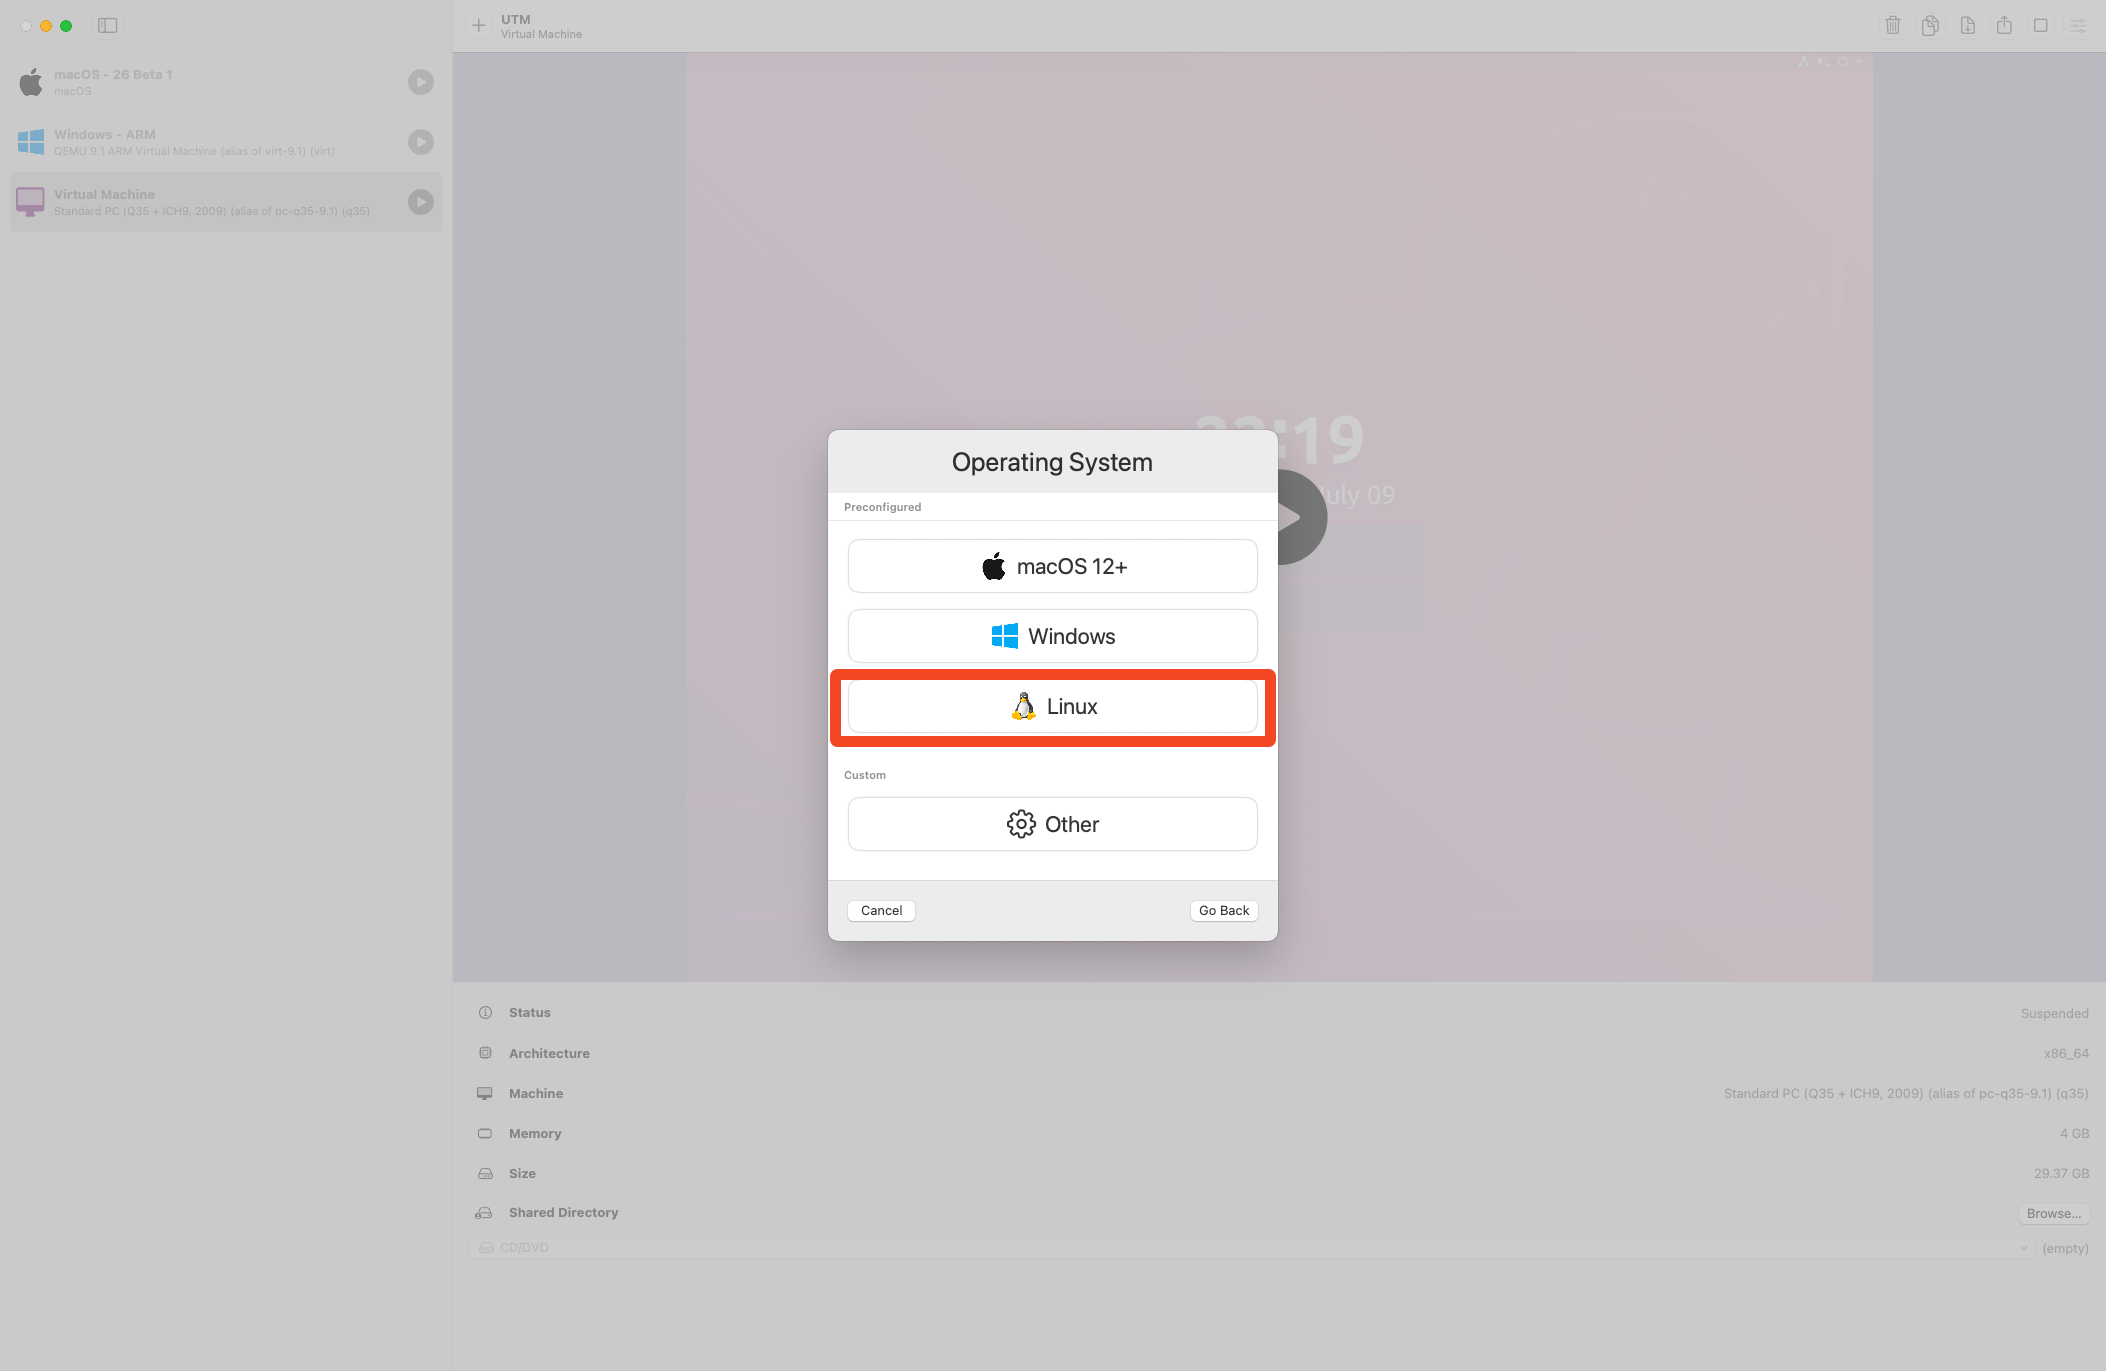 UTM
Virtual Machine
macOS - 26 Beta 1
macOS
Windows - ARM
QEMU 9.1 ARM Virtual Machine (alias of virt-9.1) (virt)
Virtual Machine
Standard PC (Q35 + ICH9, 2009) (alias of pc-q35-9.1) (q35)
:19
July 09
Operating System
Preconfigured
macOS 12+
Windows
Linux
Custom
Other
Cancel
Go Back
Status
Suspended
Architecture
x86_64
Machine
Standard PC (Q35 + ICH9, 2009) (alias of pc-q35-9.1) (q35)
Memory
4 GB
Size
29.37 GB
Shared Directory
Browse...
CD/DVD
(empty)